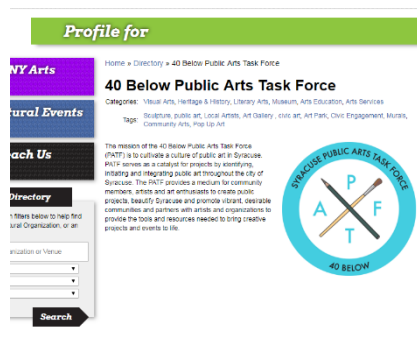 Profile for
NY Arts
Home » Directory » 40 Below Public Arts Task Force
40 Below Public Arts Task Force
Categories: Visual Arts, Heritage & History, Literary Arts, Museum, Arts Education, Arts Services
ural Events
Tags: Sculpture, public art, Local Artists, Art Gallery, civic art, Art Park, Civic Engagement, Murals,
Community Arts, Pop Up Art
ach Us
The mission of the 40 Below Public Arts Task Force
(PATF) is to cultivate a culture of public art in Syracuse.
PATF serves as a catalyst for projects by identifying,
initiating and integrating public art throughout the city of
Syracuse. The PATF provides a medium for community
members, artists and art enthusiasts to create public
projects, beautify Syracuse and promote vibrant, desirable
communities and partners with artists and organizations to
provide the tools and resources needed to bring creative
projects and events to life.
SYRACUSE PUBLIC ARTS TASK FORCE
P
A F
T
40 BELOW
Directory
filters below to help find
tural Organization, or an
anization or Venue
Search